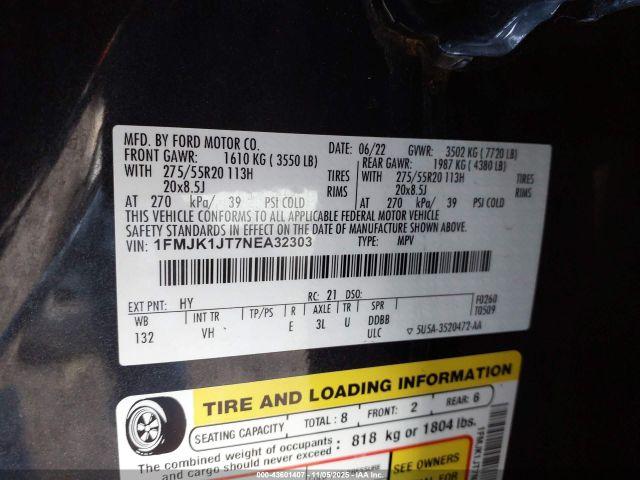 MFD. BY FORD MOTOR CO. DATE: 06/22 GVWR: 3502 KG ( 7720 LB)
FRONT GAWR: 1610 KG ( 3550 LB) REAR GAWR: 1987 KG ( 4380 LB)
WITH 275/55R20 113H TIRES WITH 275/55R20 113H TIRES
20x8.5J RIMS 20x8.5J RIMS
AT 270 kPa/ 39 PSI COLD AT 270 kPa/ 39 PSI COLD
THIS VEHICLE CONFORMS TO ALL APPLICABLE FEDERAL MOTOR VEHICLE
SAFETY STANDARDS IN EFFECT ON THE DATE OF MANUFACTURE SHOWN ABOVE.
VIN: 1FMJK1JT7NEA32303 TYPE: MPV
EXT PNT: HY RC: 21 DSO: F0260
WB INT TR TP/PS R AXLE TR SPR T0509
132 VH E 3L U DDBB
ULC ▽ 5U5A-3520472-AA
TIRE AND LOADING INFORMATION
SEATING CAPACITY TOTAL : 8 FRONT: 2 REAR: 6
The combined weight of occupants : 818 kg or 1804 lbs.
and cargo should never exceed
SEE OWNERS
000-43601407 - 11/05/2025 - IAA Inc.